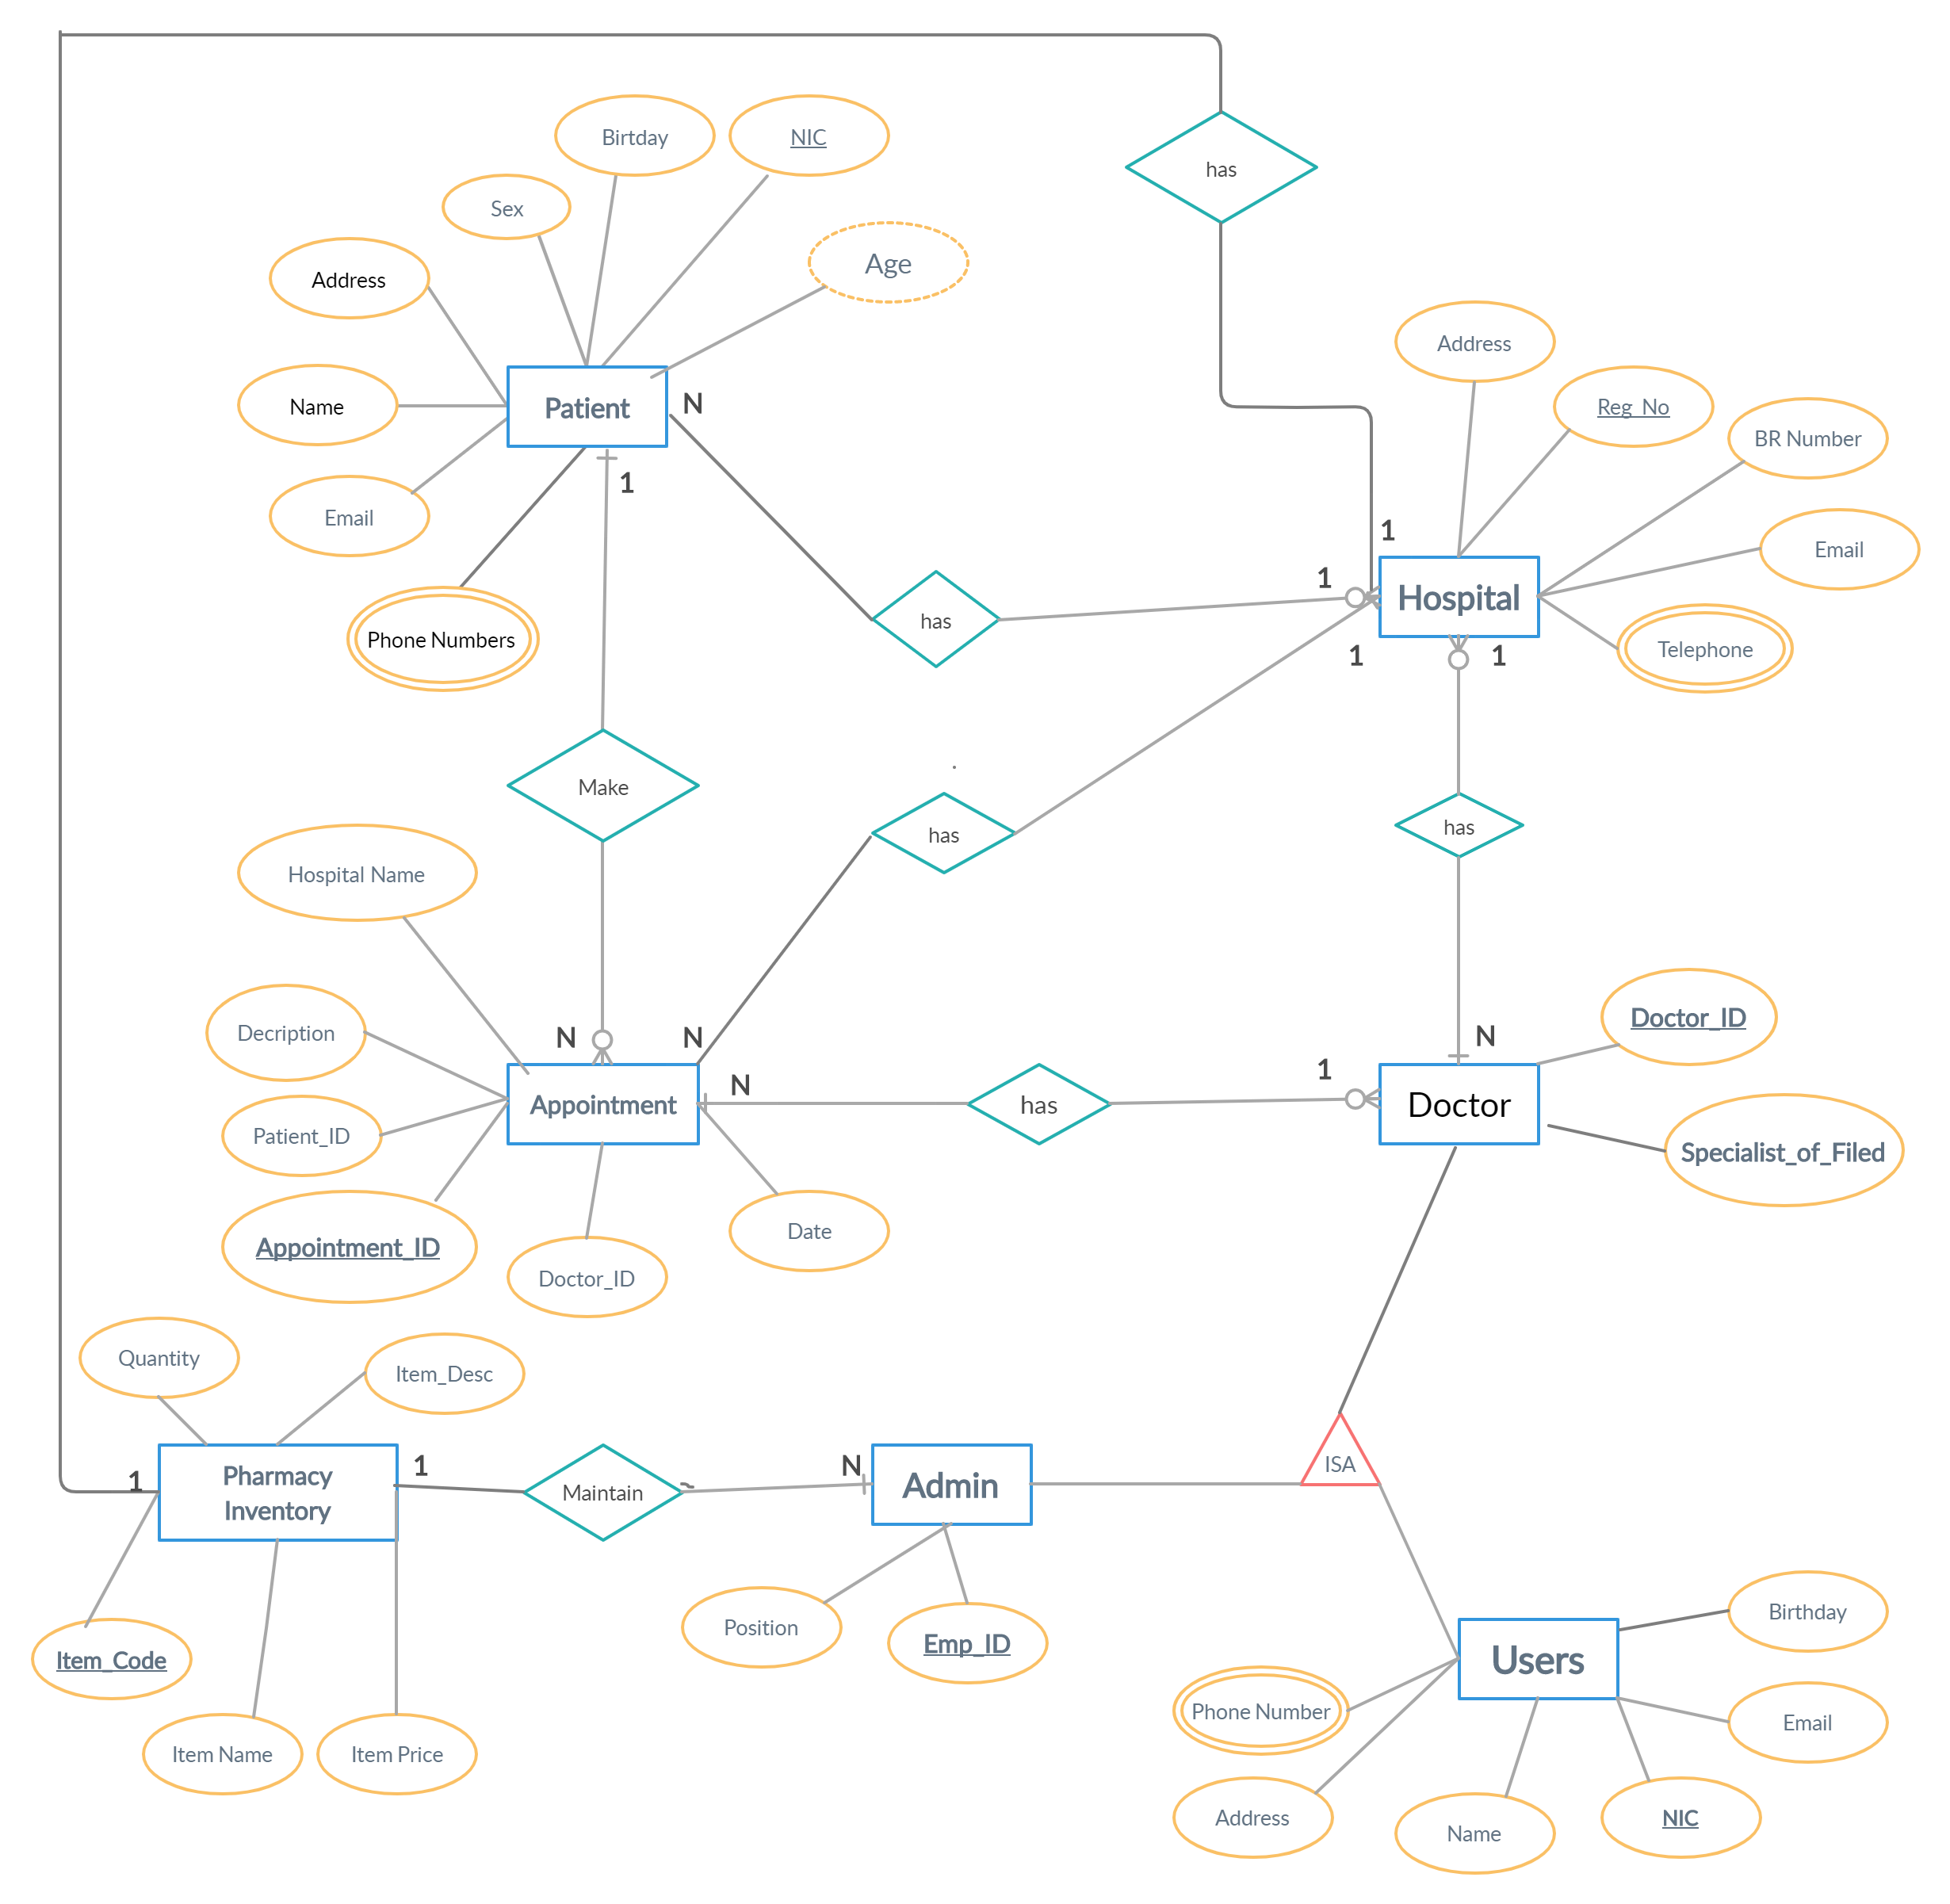 Birtday
NIC
has
Sex
Age
Address
Address
Reg_No
Name
Patient
N
BR Number
1
Email
1
Email
1
Hospital
has
Phone Numbers
1
1
Telephone
Make
has
has
Hospital Name
Decription
N
N
N
Doctor_ID
1
N
Appointment
has
Doctor
Patient_ID
Specialist_of_Filed
Appointment_ID
Date
Doctor_ID
Quantity
Item_Desc
1
Pharmacy
Inventory
1
Maintain
N
Admin
ISA
Position
Emp_ID
Birthday
Item_Code
Users
Phone Number
Email
Item Name
Item Price
Address
Name
NIC